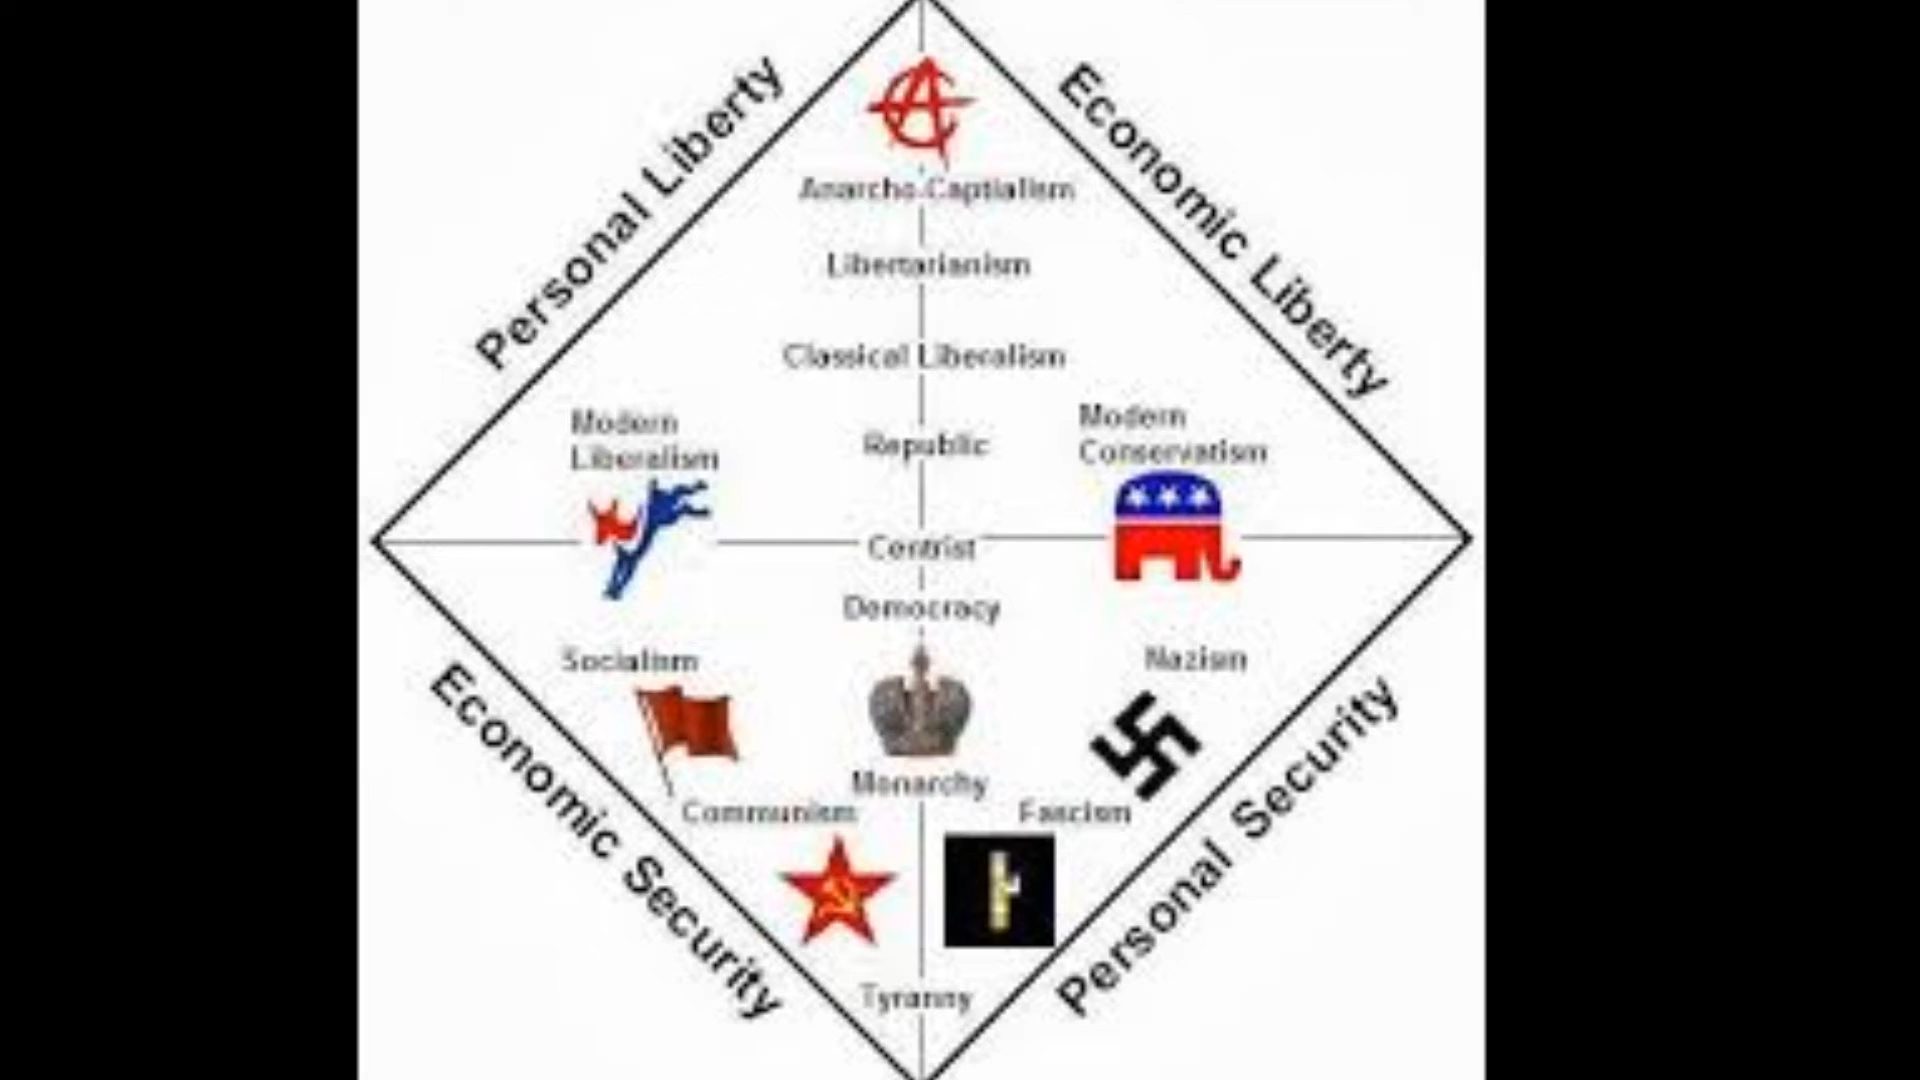 Personal Liberty
Economic Liberty
Anarcho-Captialism
Libertarianism
Classical Liberalism
Modern
Liberalism
Republic
Modern
Conservatism
Centrist
Democracy
Socialism
Nazism
Monarchy
Communism
Fascism
Economic Security
Personal Security
Tyranny